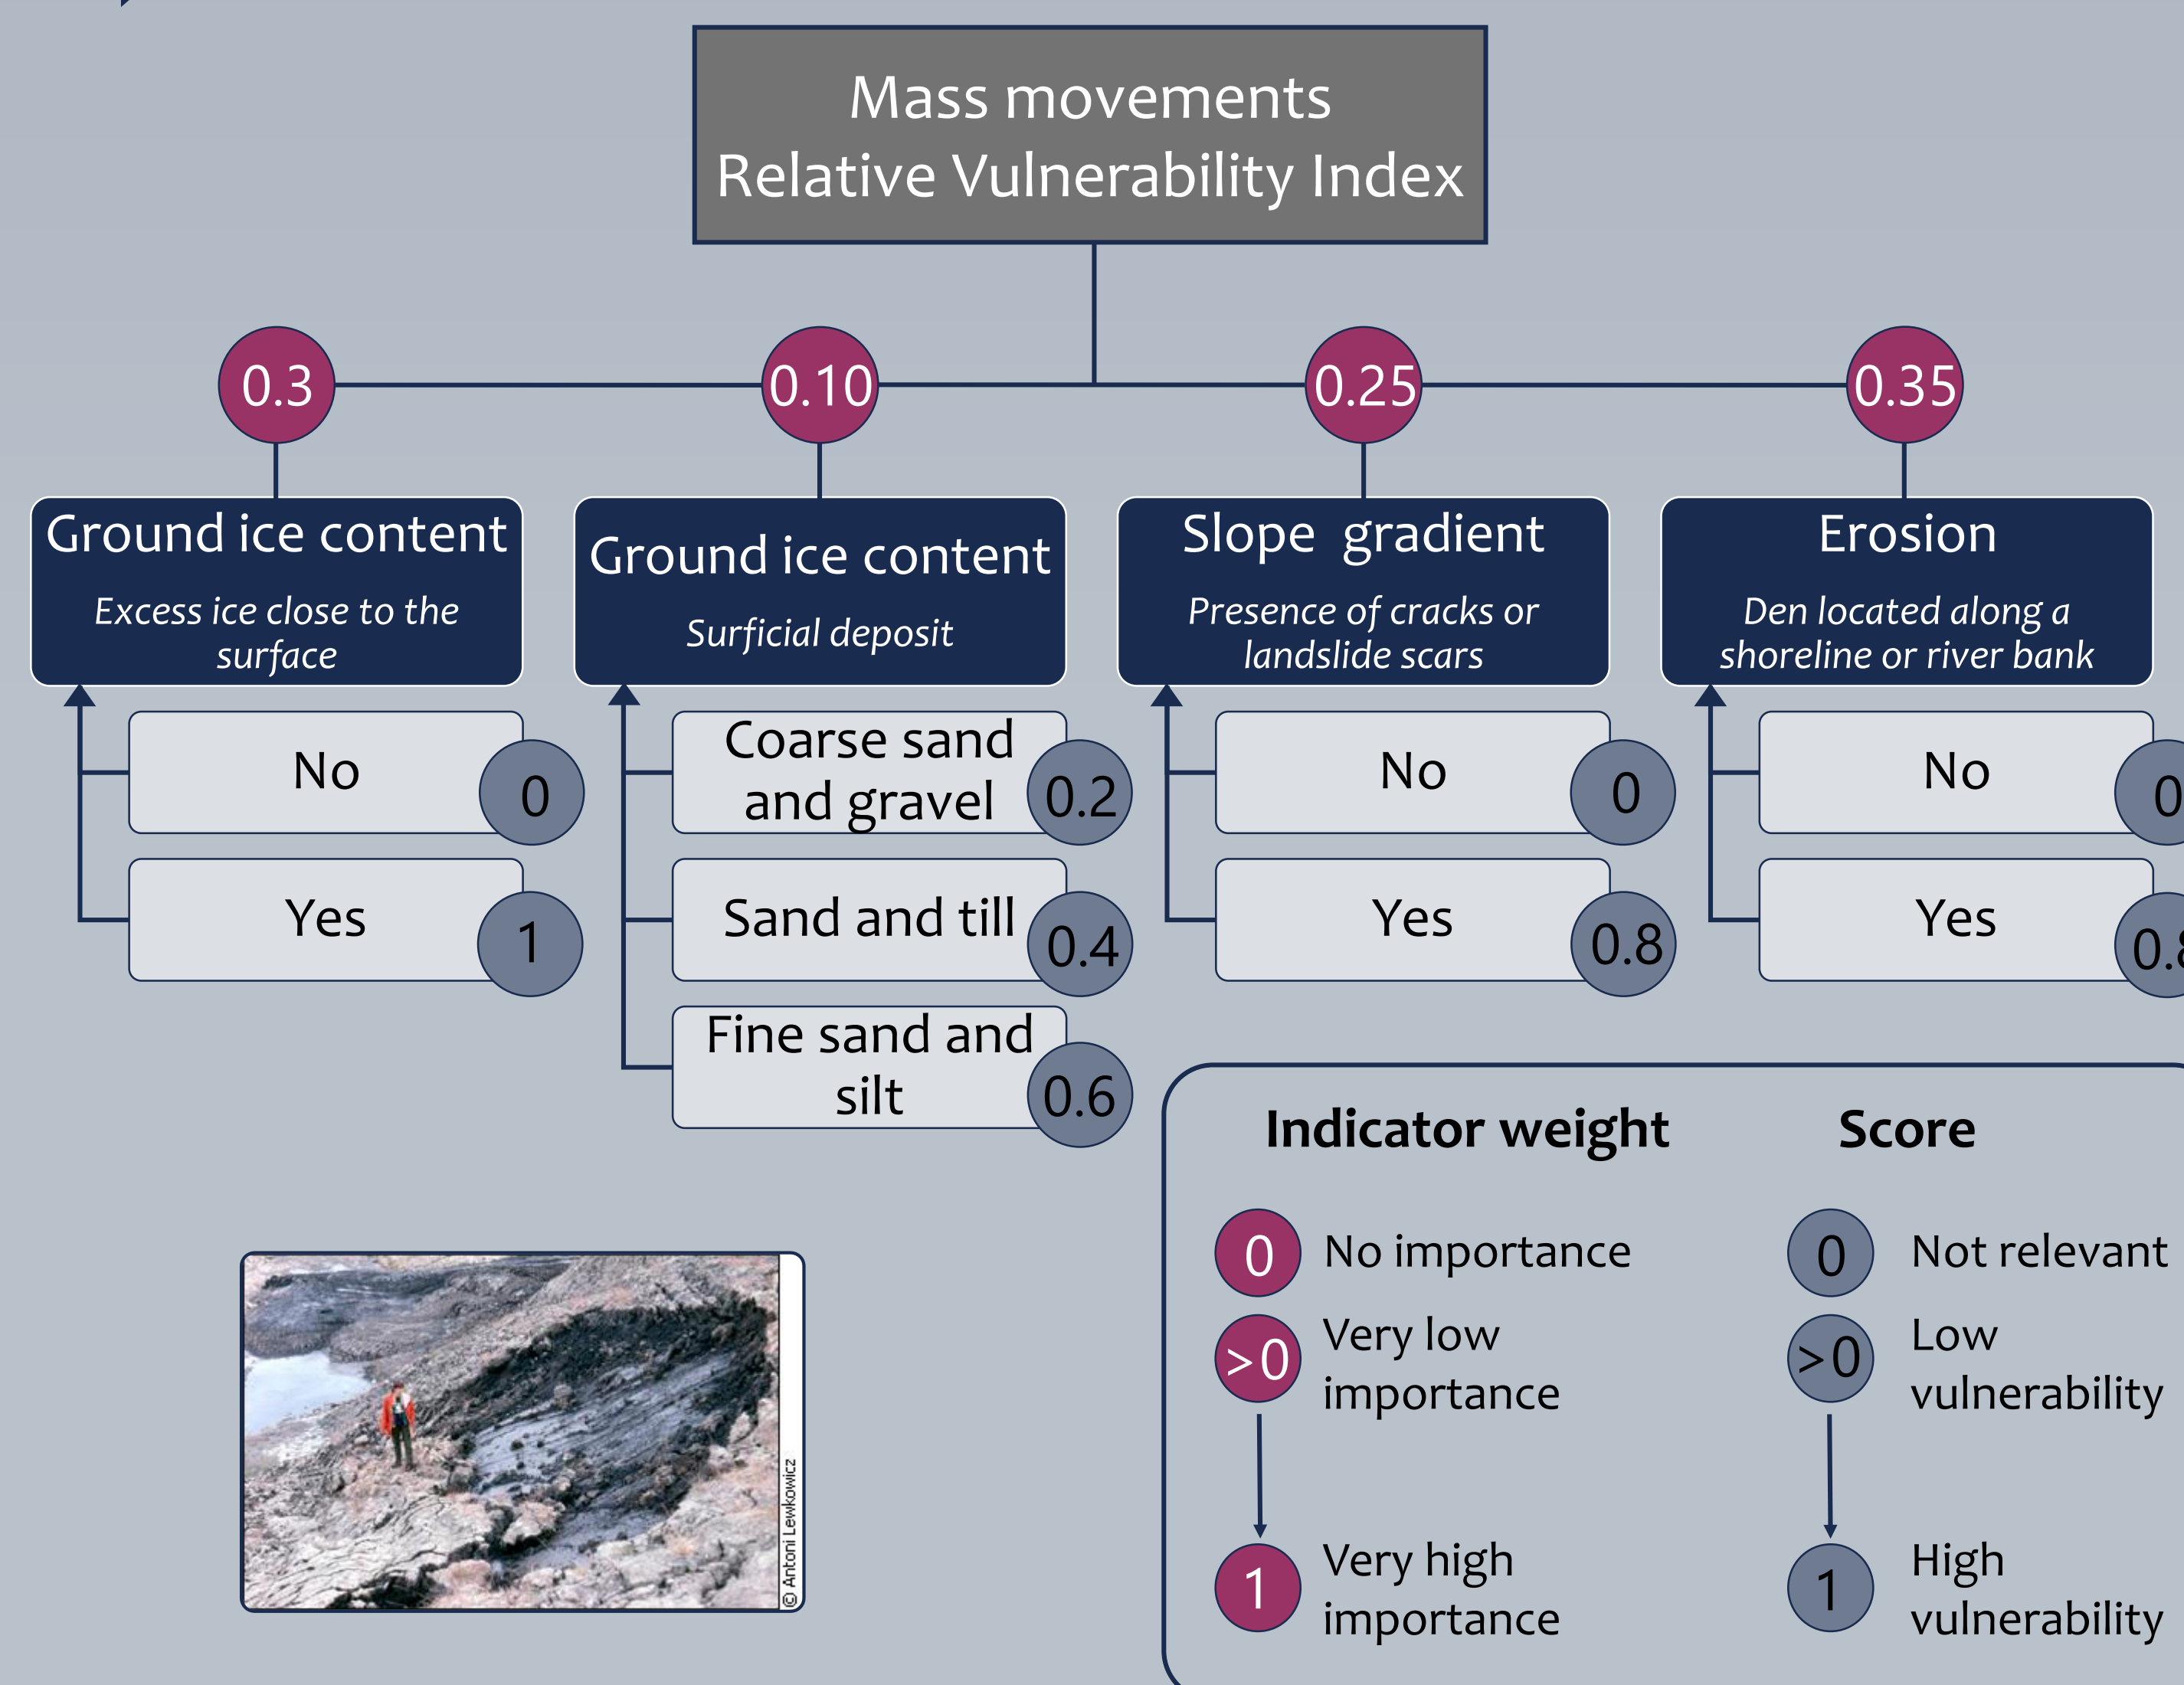 Mass movements
Relative Vulnerability Index
0.3
0.10
0.25
0.35
Ground ice content
Excess ice close to the
surface
No
0
Yes
1
Ground ice content
Surficial deposit
Coarse sand
and gravel
0.2
Sand and till
0.4
Fine sand and
silt
0.6
Slope gradient
Presence of cracks or
landslide scars
No
0
Yes
0.8
Erosion
Den located along a
shoreline or river bank
No
0
Yes
0.8
Indicator weight
0
No importance
>0
Very low
importance
1
Very high
importance
Score
0
Not relevant
>0
Low
vulnerability
1
High
vulnerability
© Antoni Lewkowicz